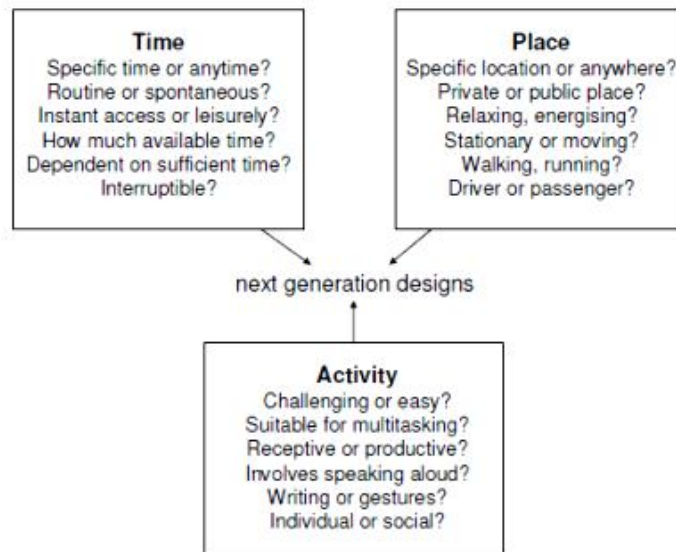 Time
Specific time or anytime?
Routine or spontaneous?
Instant access or leisurely?
How much available time?
Dependent on sufficient time?
Interruptible?
Place
Specific location or anywhere?
Private or public place?
Relaxing, energising?
Stationary or moving?
Walking, running?
Driver or passenger?
next generation designs
Activity
Challenging or easy?
Suitable for multitasking?
Receptive or productive?
Involves speaking aloud?
Writing or gestures?
Individual or social?